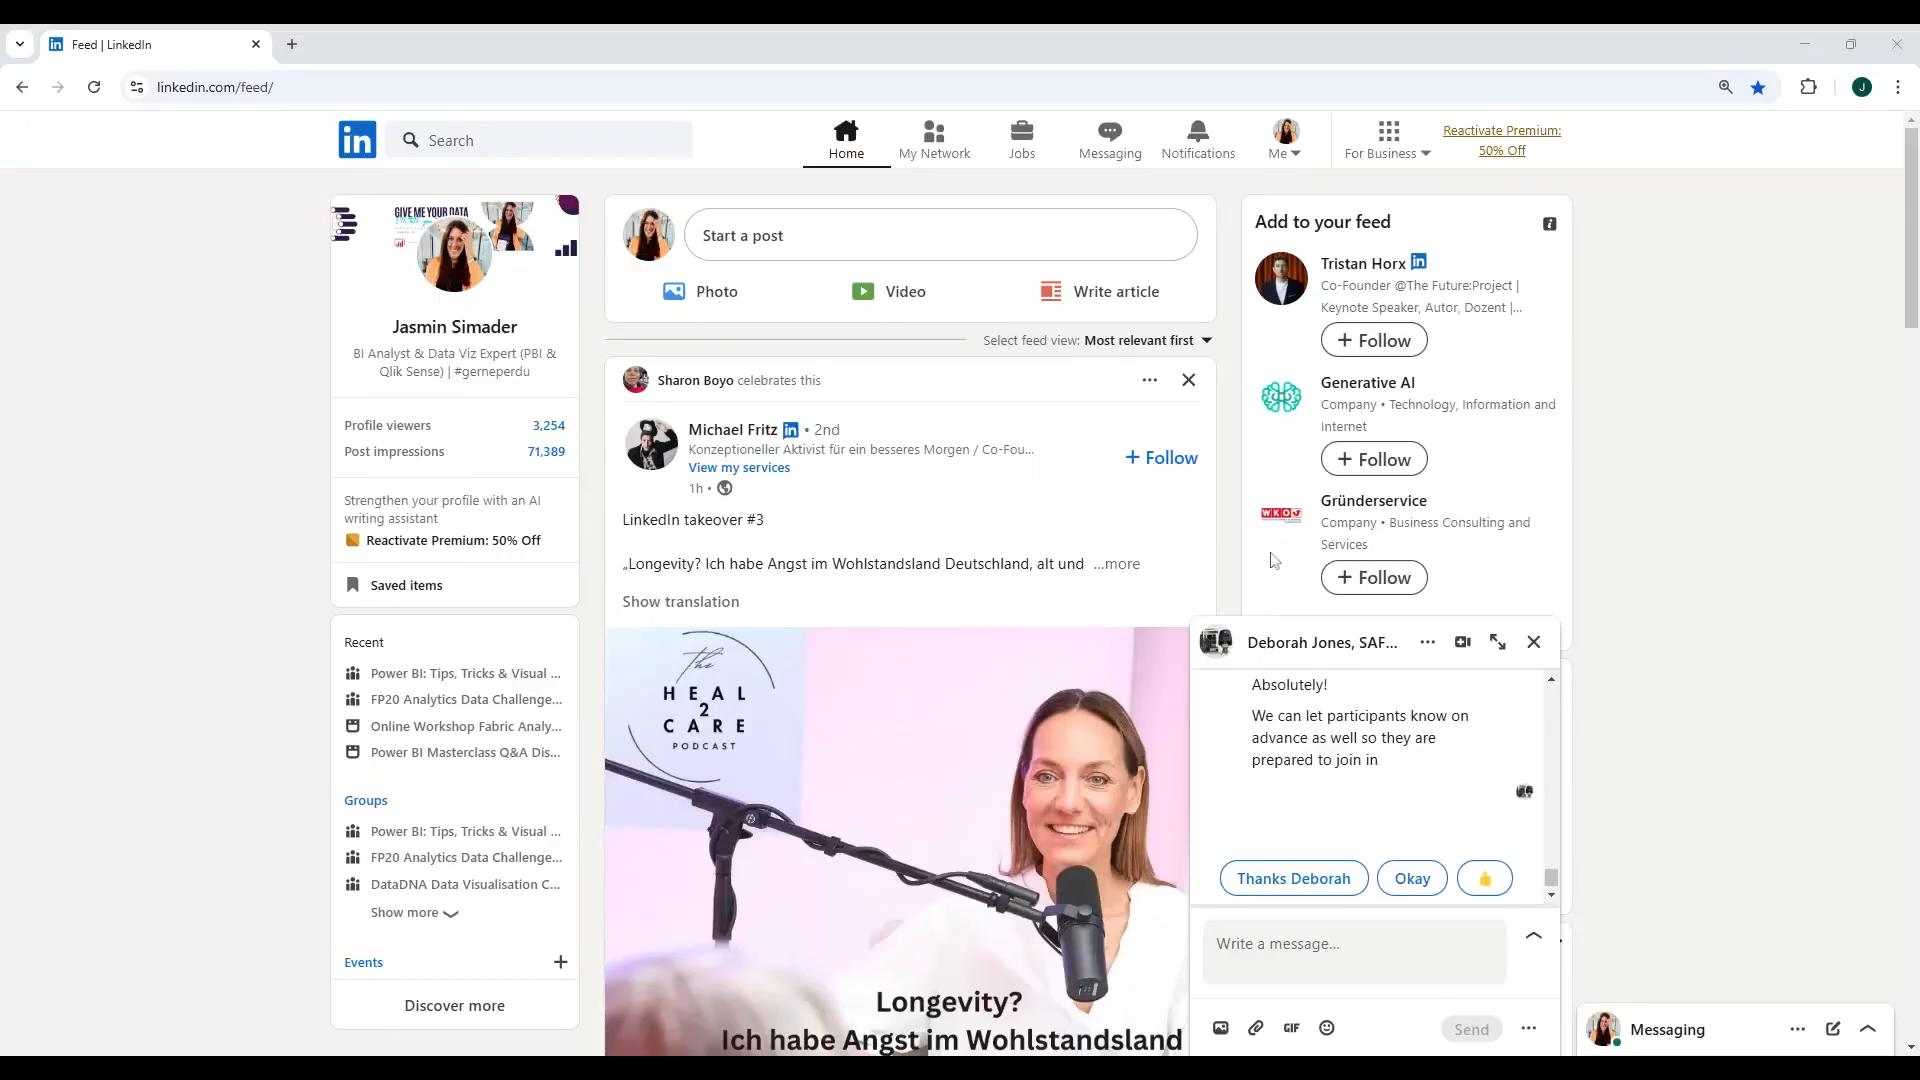 Feed | LinkedIn
linkedin.com/feed/
J
in
Search
Home
My Network
Jobs
Messaging
Notifications
Me
For Business
Reactivate Premium:
50% Off
GIVE ME YOUR DATA
Jasmin Simader
BI Analyst & Data Viz Expert (PBI &
Qlik Sense) | #gerneperdu
Profile viewers 3,254
Post impressions 71,389
Strengthen your profile with an AI
writing assistant
Reactivate Premium: 50% Off
Saved items
Recent
Power BI: Tips, Tricks & Visual ...
FP20 Analytics Data Challenge...
Online Workshop Fabric Analy...
Power BI Masterclass Q&A Dis...
Groups
Power BI: Tips, Tricks & Visual ...
FP20 Analytics Data Challenge...
DataDNA Data Visualisation C...
Show more
Events
Discover more
Start a post
Photo
Video
Write article
Select feed view: Most relevant first
Sharon Boyo celebrates this
Michael Fritz in • 2nd
Konzeptioneller Aktivist für ein besseres Morgen / Co-Fou...
View my services
1h •
+ Follow
LinkedIn takeover #3
„Longevity? Ich habe Angst im Wohlstandsland Deutschland, alt und ...more
Show translation
The
HEAL
2
CARE
PODCAST
Longevity?
Ich habe Angst im Wohlstandsland
Add to your feed
Tristan Horx in
Co-Founder @The Future:Project |
Keynote Speaker, Autor, Dozent |...
+ Follow
Generative AI
Company • Technology, Information and
Internet
+ Follow
WKO
Gründerservice
Company • Business Consulting and
Services
+ Follow
Deborah Jones, SAF...
Absolutely!
We can let participants know on
advance as well so they are
prepared to join in
Thanks Deborah
Okay
Write a message...
GIF
Send
Messaging